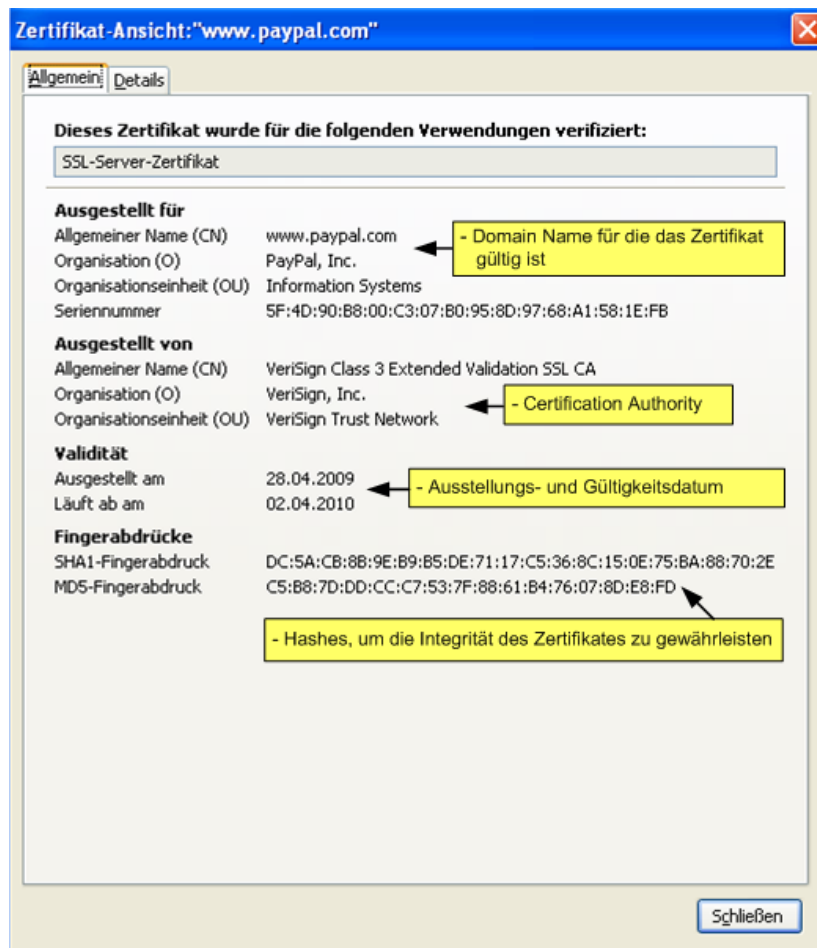 Zertifikat-Ansicht:"www.paypal.com"
Allgemein Details
Dieses Zertifikat wurde für die folgenden Verwendungen verifiziert:
SSL-Server-Zertifikat
Ausgestellt für
Allgemeiner Name (CN) www.paypal.com
Organisation (O) PayPal, Inc.
Organisationseinheit (OU) Information Systems
Seriennummer 5F:4D:90:B8:00:C3:07:B0:95:8D:97:68:A1:58:1E:FB
- Domain Name für die das Zertifikat
gültig ist
Ausgestellt von
Allgemeiner Name (CN) VeriSign Class 3 Extended Validation SSL CA
Organisation (O) VeriSign, Inc.
Organisationseinheit (OU) VeriSign Trust Network
- Certification Authority
Validität
Ausgestellt am 28.04.2009
Läuft ab am 02.04.2010
- Ausstellungs- und Gültigkeitsdatum
Fingerabdrücke
SHA1-Fingerabdruck DC:5A:CB:8B:9E:B9:B5:DE:71:17:C5:36:8C:15:0E:75:BA:88:70:2E
MD5-Fingerabdruck C5:B8:7D:DD:CC:C7:53:7F:88:61:B4:76:07:8D:E8:FD
- Hashes, um die Integrität des Zertifikates zu gewährleisten
Schließen